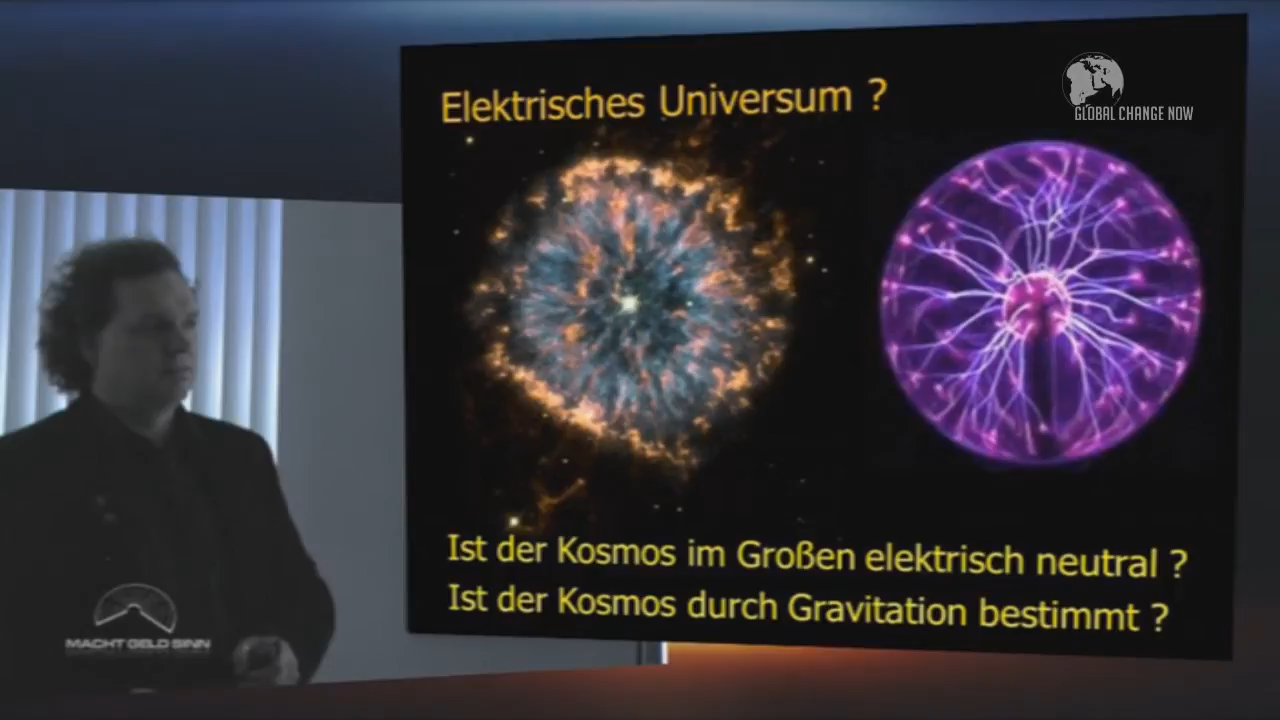 Elektrisches Universum ?
GLOBAL CHANGE NOW
Ist der Kosmos im Großen elektrisch neutral ?
Ist der Kosmos durch Gravitation bestimmt ?
MACHT GELD SINN